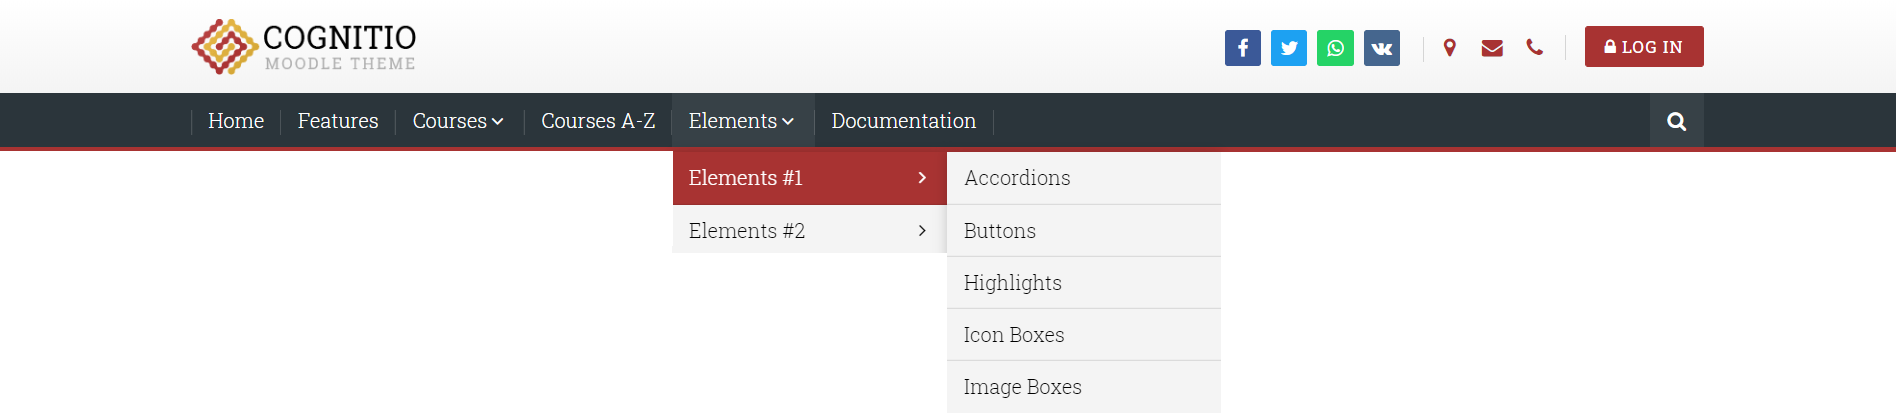 COGNITIO
MOODLE THEME
LOG IN
Home Features Courses Courses A-Z Elements Documentation
Elements #1
Elements #2
Accordions
Buttons
Highlights
Icon Boxes
Image Boxes